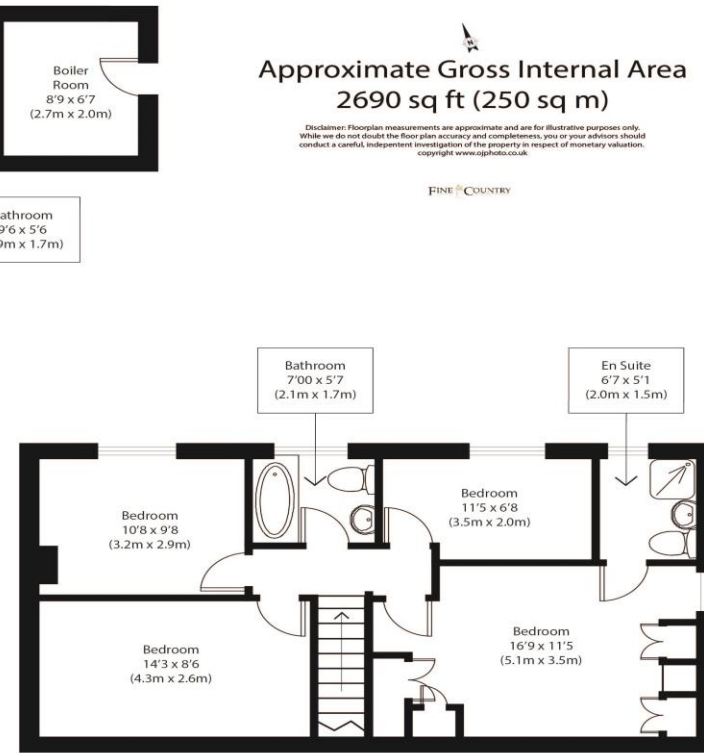 Boiler
Room
8'9 x 6'7
(2.7m x 2.0m)
N
Approximate Gross Internal Area
2690 sq ft (250 sq m)
Disclaimer: Floorplan measurements are approximate and are for illustrative purposes only.
While we do not doubt the floor plan accuracy and completeness, you or your advisors should
conduct a careful, indepentent investigation of the property in respect of monetary valuation.
copyright www.ojphoto.co.uk
FINE & COUNTRY
athroom
9'6 x 5'6
9m x 1.7m)
Bathroom
7'00 x 5'7
(2.1m x 1.7m)
En Suite
6'7 x 5'1
(2.0m x 1.5m)
Bedroom
10'8 x 9'8
(3.2m x 2.9m)
Bedroom
11'5 x 6'8
(3.5m x 2.0m)
Bedroom
14'3 x 8'6
(4.3m x 2.6m)
Bedroom
16'9 x 11'5
(5.1m x 3.5m)